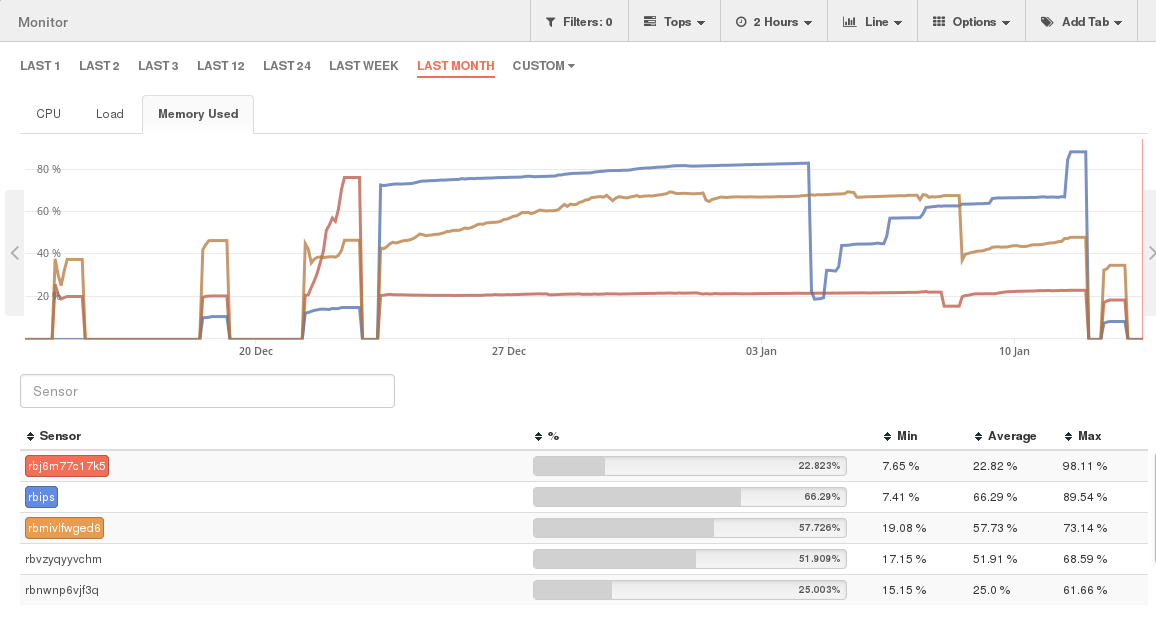 Monitor Filters: 0 Tops 2 Hours Line Options Add Tab
LAST 1 LAST 2 LAST 3 LAST 12 LAST 24 LAST WEEK LAST MONTH CUSTOM
CPU Load Memory Used
80 %
60 %
40 %
20 %
20 Dec 27 Dec 03 Jan 10 Jan
Sensor
Sensor % Min Average Max
rbj6m77c17k5 22.823% 7.65 % 22.82 % 98.11 %
rbips 66.29% 7.41 % 66.29 % 89.54 %
rbmivlfwged6 57.726% 19.08 % 57.73 % 73.14 %
rbvzyqyyvchm 51.909% 17.15 % 51.91 % 68.59 %
rbnwnp6vjf3q 25.003% 15.15 % 25.0 % 61.66 %